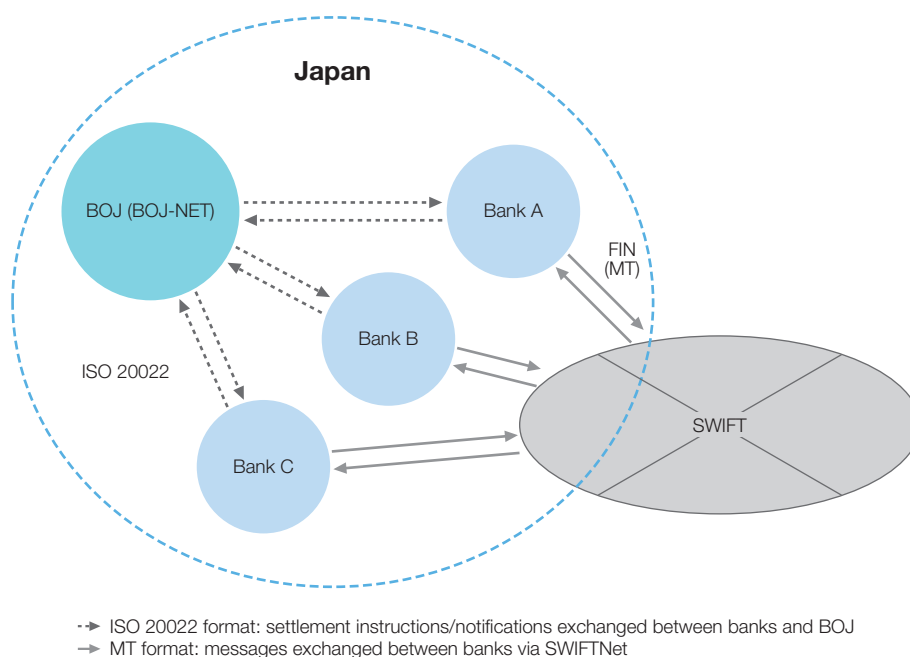 Japan
BOJ (BOJ-NET)
Bank A
FIN
(MT)
Bank B
ISO 20022
SWIFT
Bank C
ISO 20022 format: settlement instructions/notifications exchanged between banks and BOJ
MT format: messages exchanged between banks via SWIFTNet